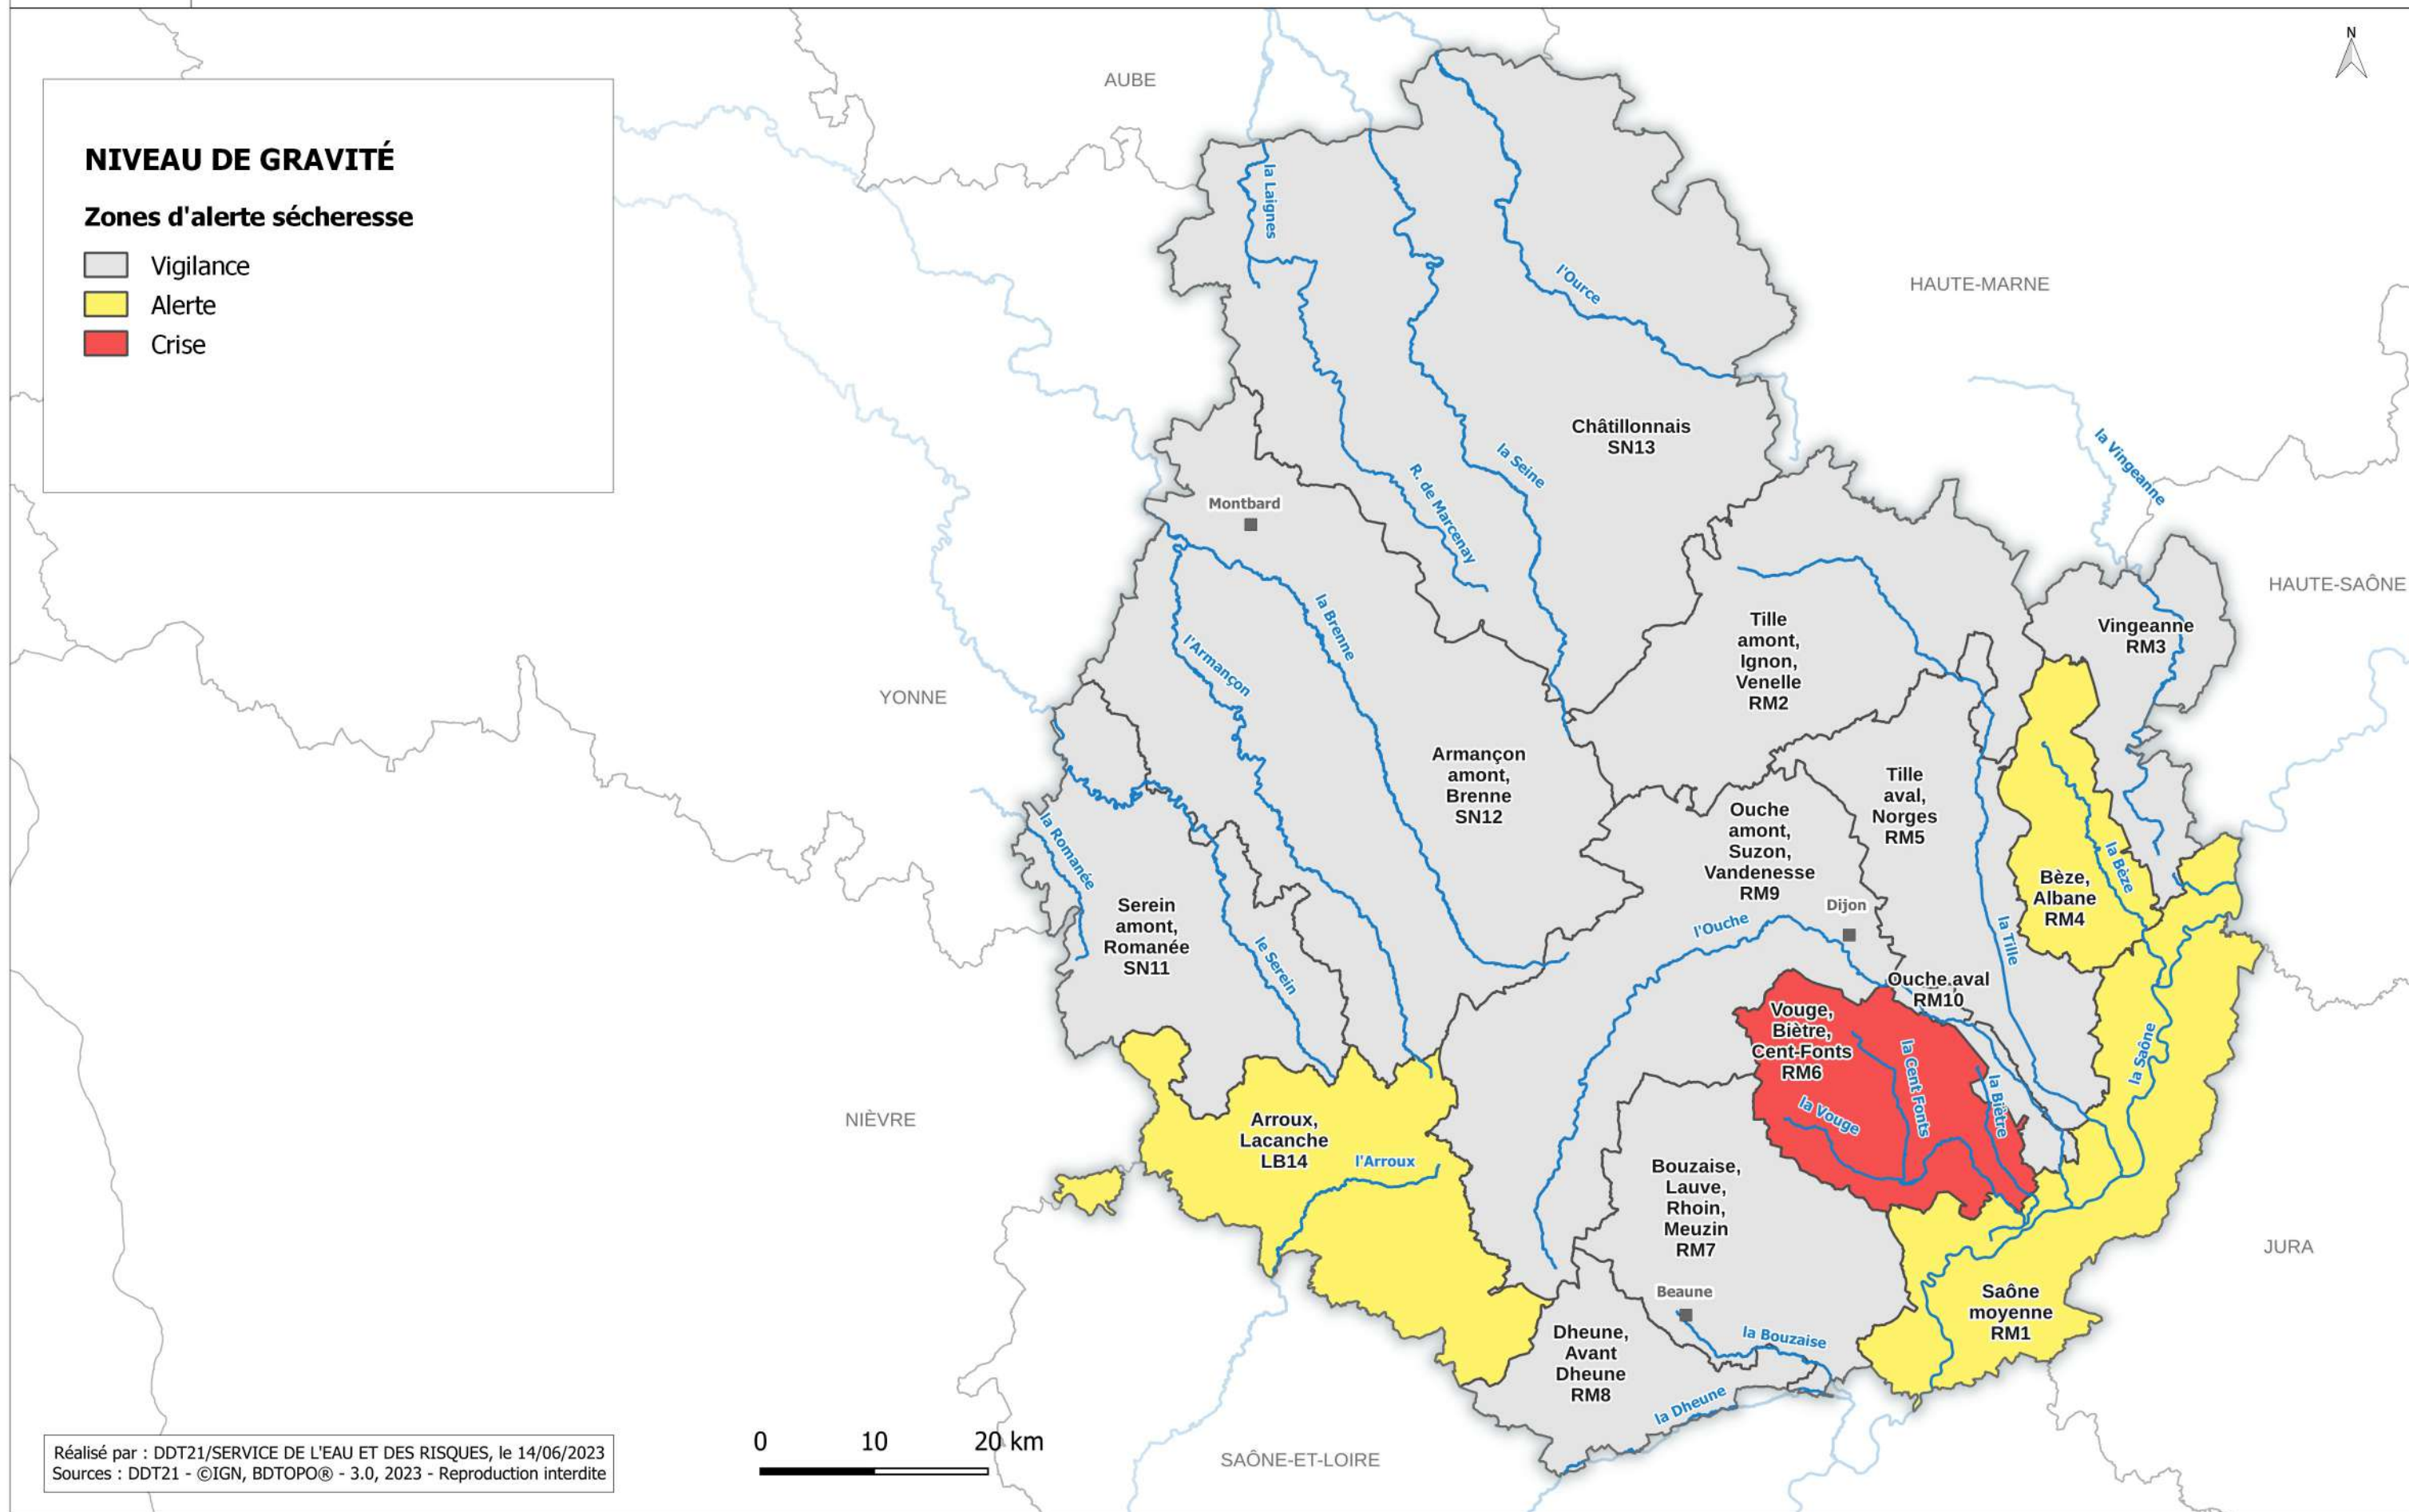 N
AUBE
NIVEAU DE GRAVITÉ
Zones d'alerte sécheresse
Vigilance
Alerte
Crise
la Laignes
l'Ource
HAUTE-MARNE
Châtillonnais
SN13
la Seine
R. de Marcenay
la Vingeanne
Montbard
HAUTE-SAÔNE
Tille
amont,
Ignon,
Venelle
RM2
Vingeanne
RM3
la Brenne
l'Armançon
YONNE
Armançon
amont,
Brenne
SN12
Tille
aval,
Norges
RM5
Ouche
amont,
Suzon,
Vandenesse
RM9
la Romanée
la Bèze
Bèze,
Albane
RM4
Serein
amont,
Romanée
SN11
le Serein
Dijon
l'Ouche
la Tille
Ouche aval
RM10
Vouge,
Biètre,
Cent-Fonts
RM6
la Cent Fonts
la Biètre
la Vouge
la Saône
NIÈVRE
Arroux,
Lacanche
LB14
l'Arroux
Bouzaise,
Lauve,
Rhoin,
Meuzin
RM7
JURA
Beaune
Saône
moyenne
RM1
la Bouzaise
Dheune,
Avant
Dheune
RM8
la Dheune
SAÔNE-ET-LOIRE
0 10 20 km
Réalisé par : DDT21/SERVICE DE L'EAU ET DES RISQUES, le 14/06/2023
Sources : DDT21 - ©IGN, BDTOPO® - 3.0, 2023 - Reproduction interdite